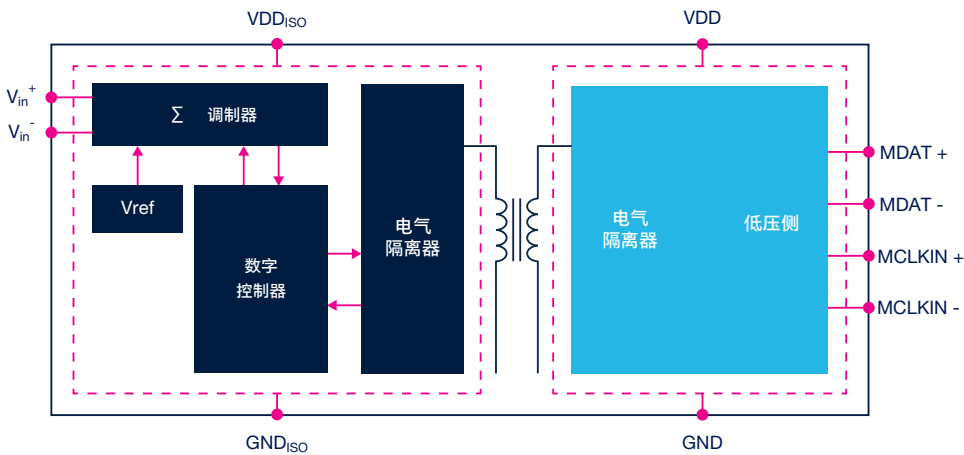 VDDISO
VDD
Vin+
Vin-
∑ 调制器
Vref
数字
控制器
电气
隔离器
电气
隔离器
低压侧
MDAT +
MDAT -
MCLKIN +
MCLKIN -
GNDISO
GND